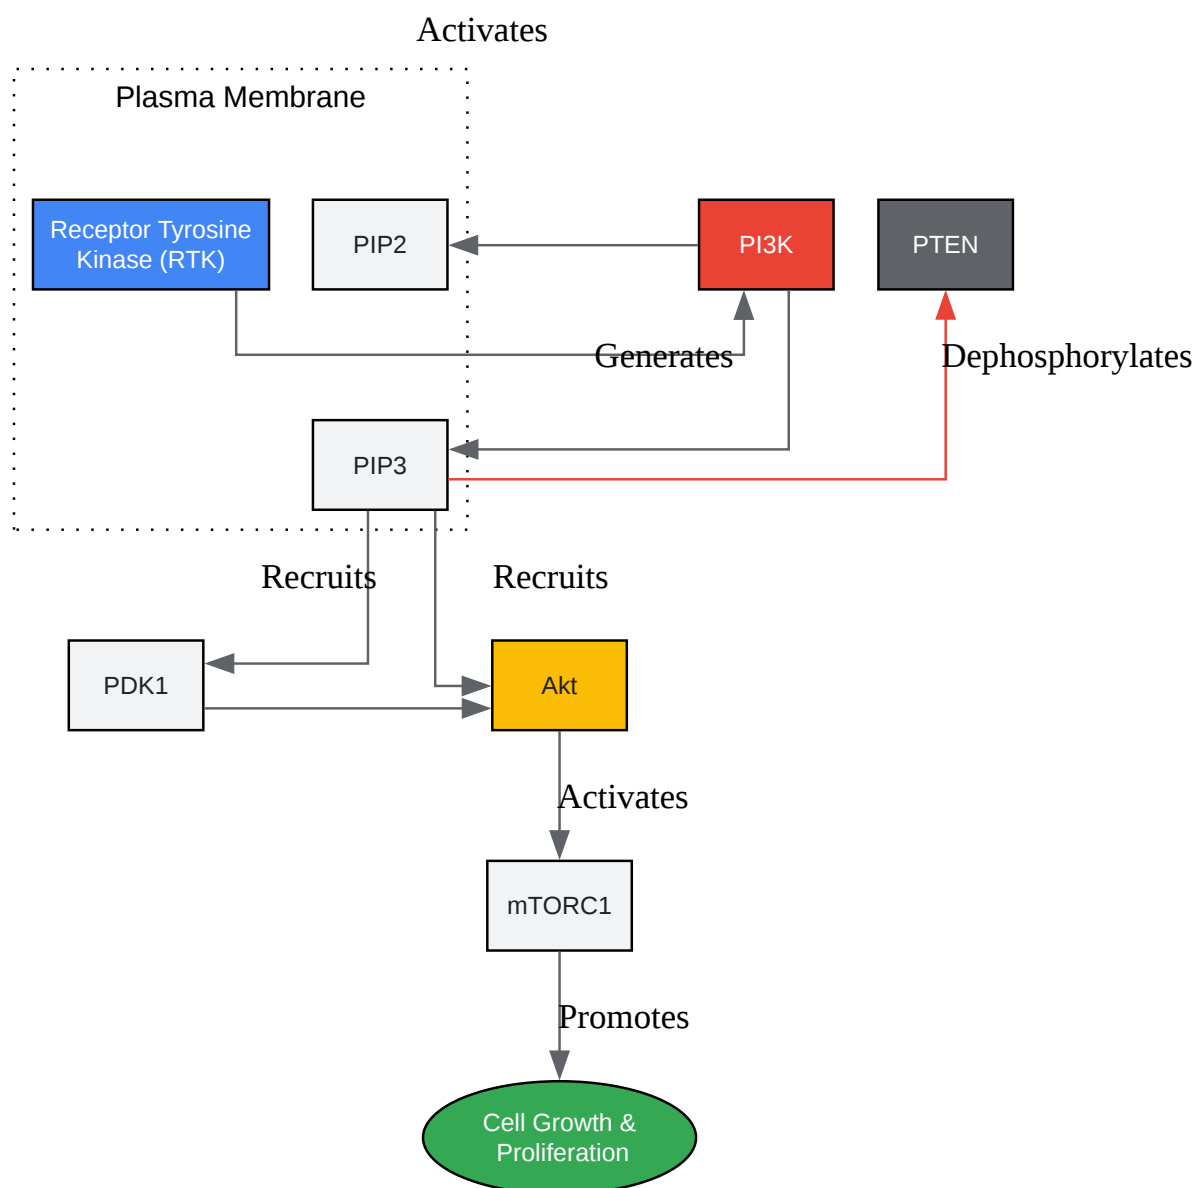 Activates
Plasma Membrane
Receptor Tyrosine
Kinase (RTK)
PIP2
PI3K
PTEN
Generates
Dephosphorylates
PIP3
Recruits
Recruits
PDK1
Akt
Activates
mTORC1
Promotes
Cell Growth &
Proliferation